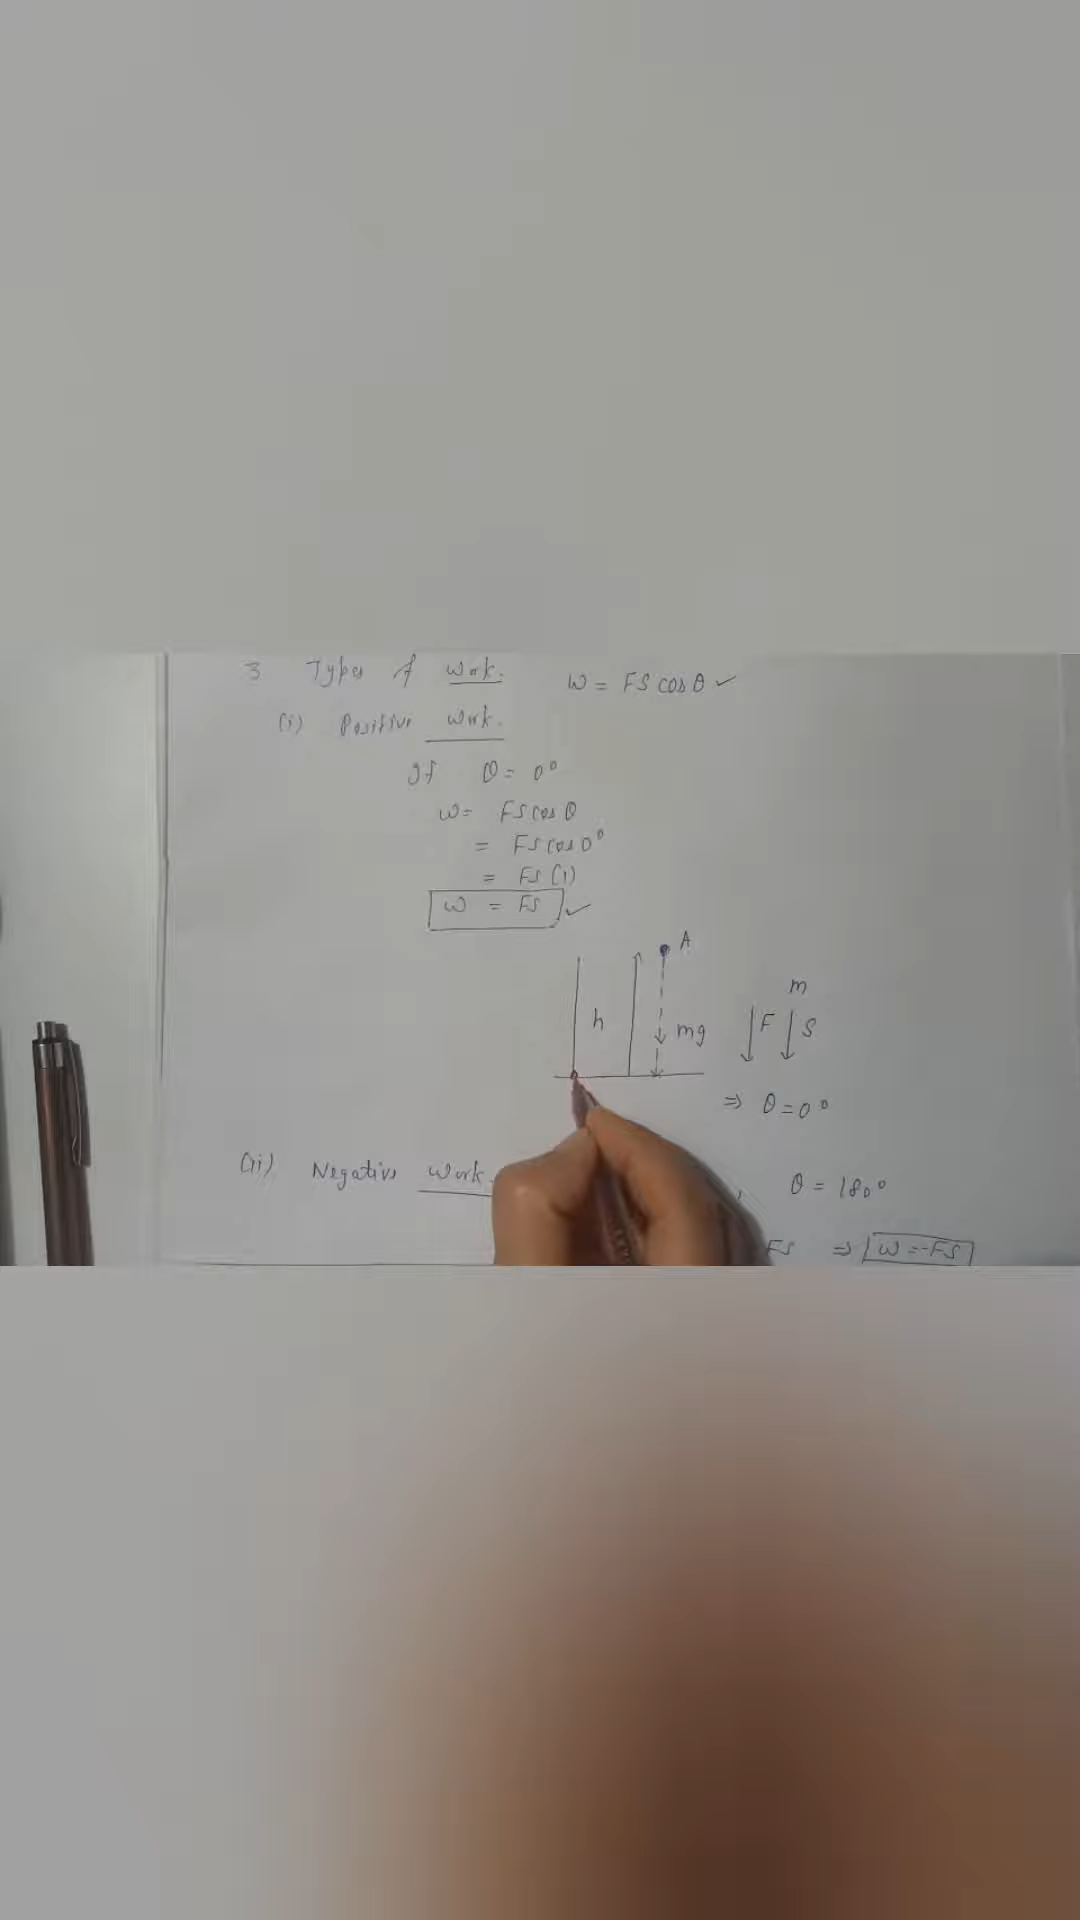 3 Types of Work. W = FS cos θ ✓
(i) Positive Work.
If θ = 0°
W = FS cos θ
= FS cos 0°
= FS (1)
W = FS ✓
A
m
h mg F S
⇒ θ = 0°
(ii) Negative Work. θ = 180°
FS ⇒ W = -FS